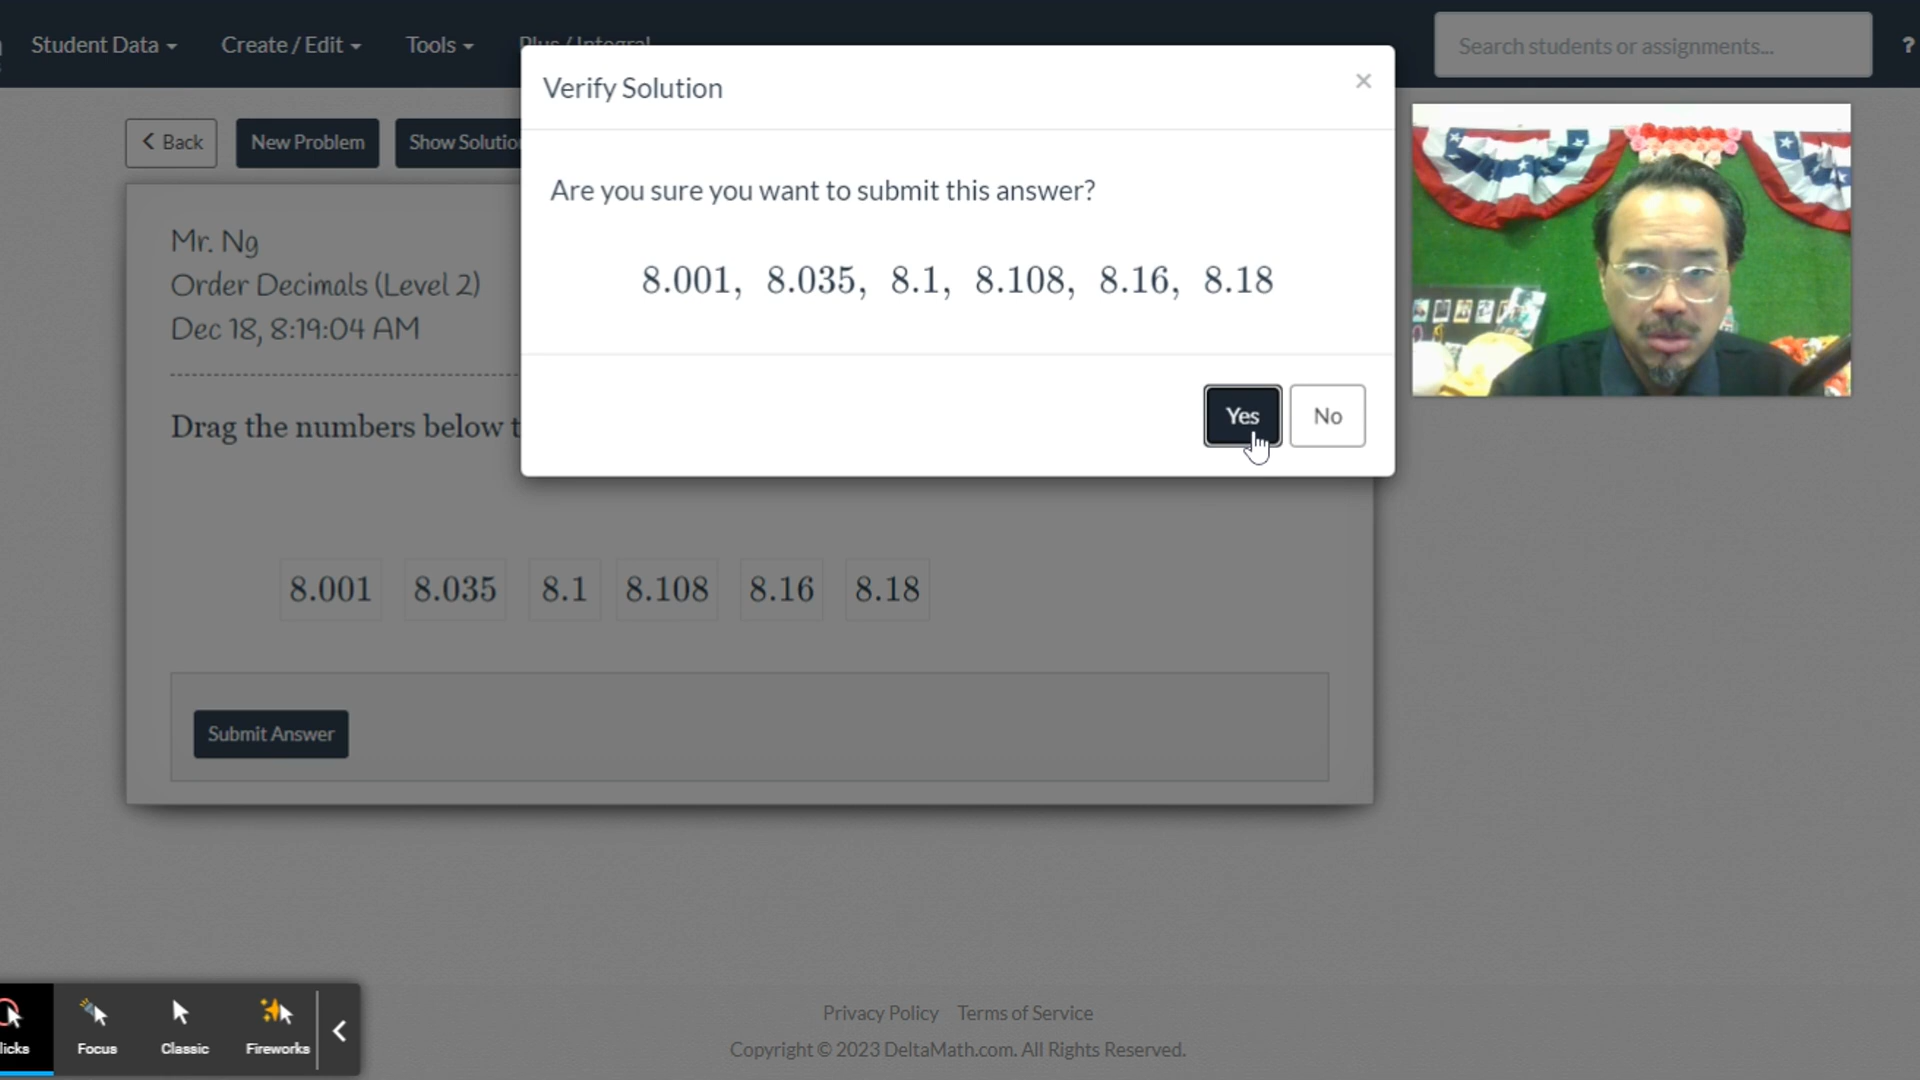 Student Data
Create / Edit
Tools
Plus / Integral
Search students or assignments...
?
Verify Solution
×
Back
New Problem
Show Solutio
Are you sure you want to submit this answer?
8.001, 8.035, 8.1, 8.108, 8.16, 8.18
Yes
No
Mr. Ng
Order Decimals (Level 2)
Dec 18, 8:19:04 AM
Drag the numbers below t
8.001 8.035 8.1 8.108 8.16 8.18
Submit Answer
licks
Focus
Classic
Fireworks
Privacy Policy Terms of Service
Copyright © 2023 DeltaMath.com. All Rights Reserved.